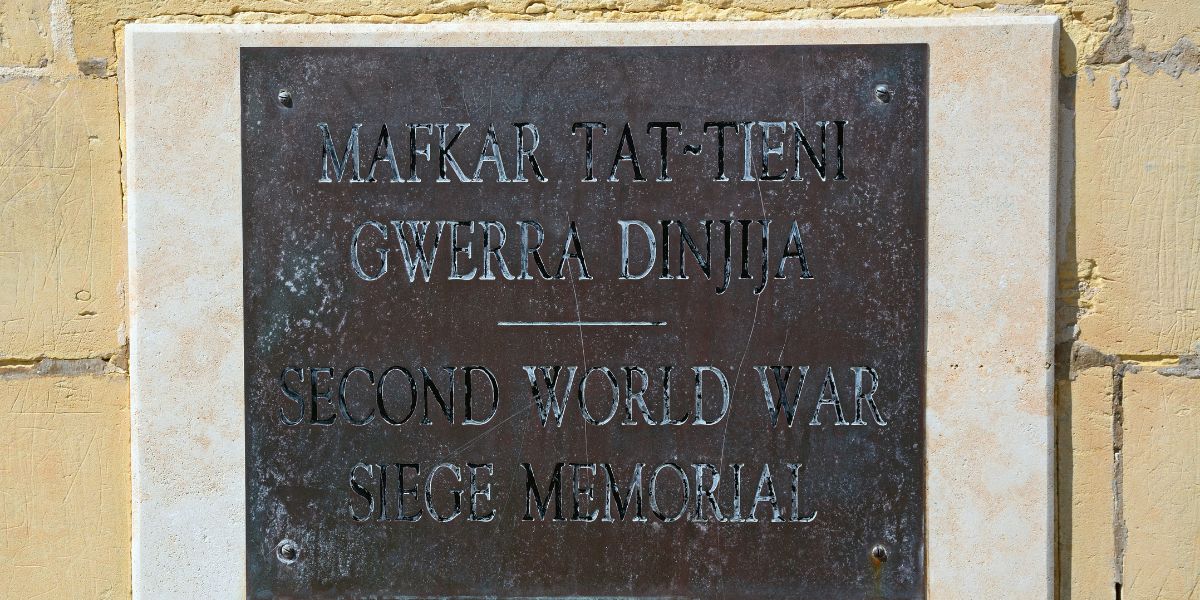 MAFKAR TAT~TIENI
GWERRA DINJIJA
SECOND WORLD WAR
SIEGE MEMORIAL